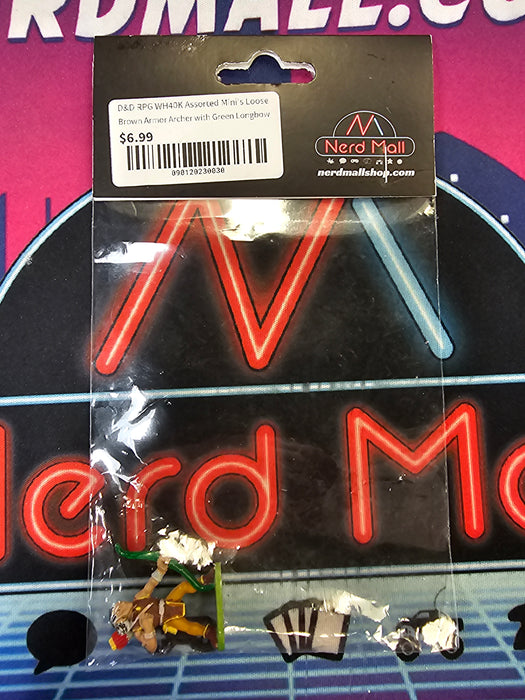 RDMALL.CO
D&D RPG WH40K Assorted Mini's Loose
Brown Armor Archer with Green Longbow
$6.99
090120230030
Nerd Mall
nerdmallshop.com
Nerd Ma